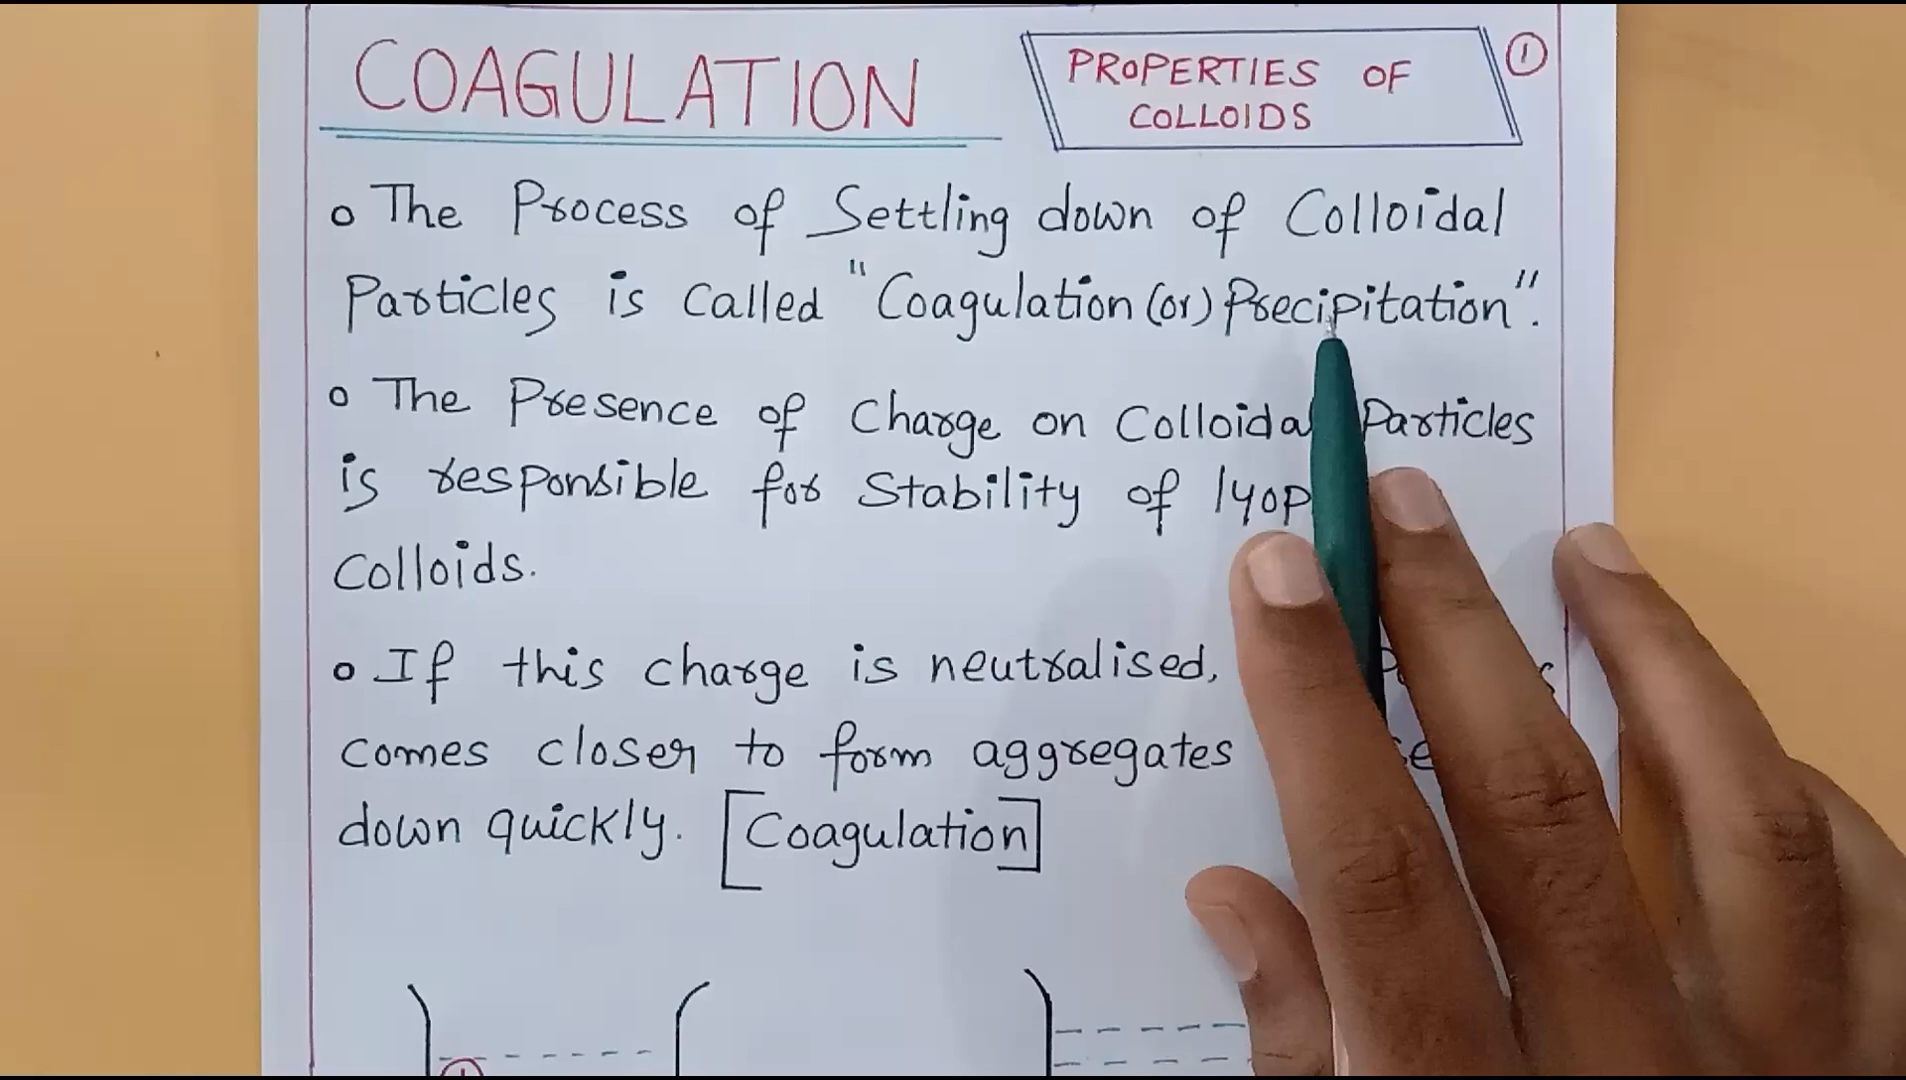 COAGULATION
PROPERTIES OF
COLLOIDS
1
o The Process of Settling down of Colloidal
Particles is called "Coagulation (or) Precipitation".
o The Presence of Charge on Colloidal Particles
is responsible for Stability of
Colloids.
o If this charge is neutralised,
comes closer to form aggregates
down quickly. [Coagulation]